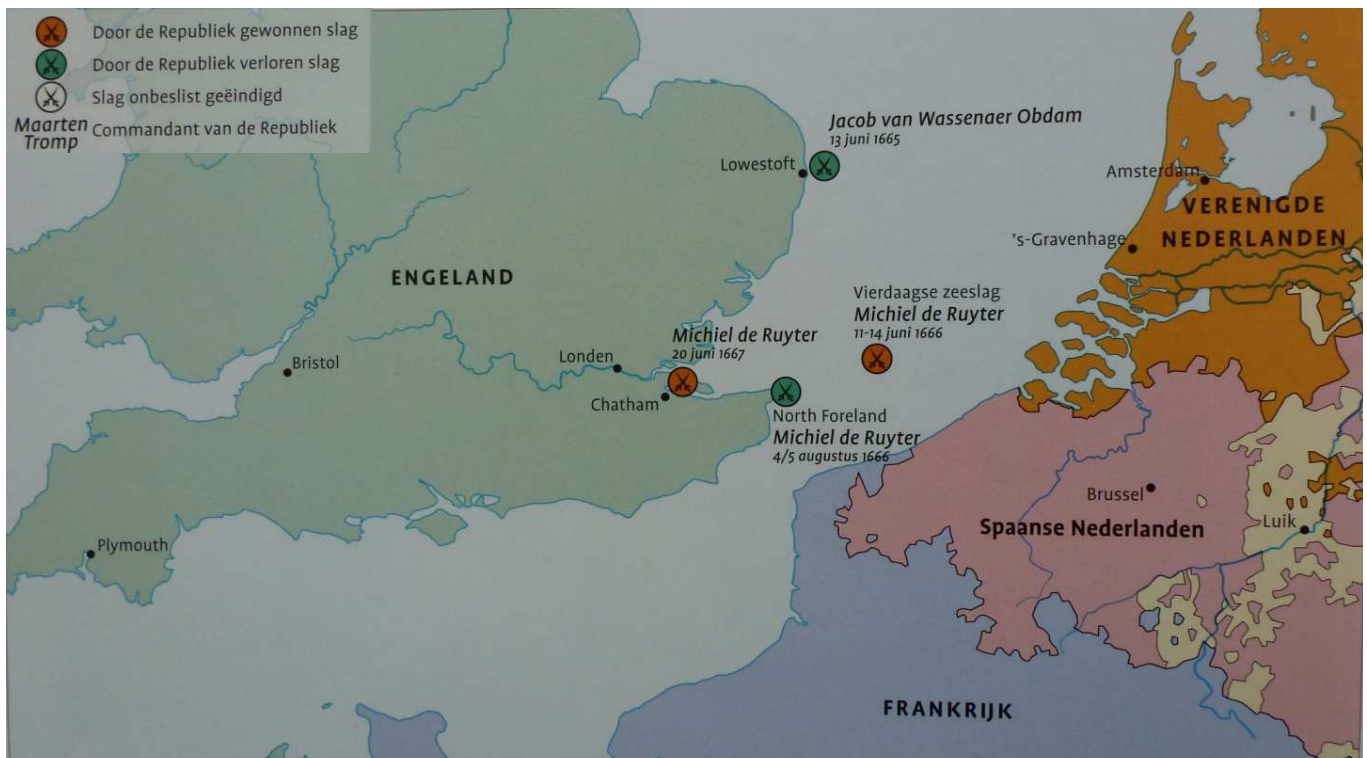 Door de Republiek gewonnen slag
Door de Republiek verloren slag
Slag onbeslist geëindigd
Maarten
Tromp
Commandant van de Republiek
Jacob van Wassenaer Obdam
13 juni 1665
Lowestoft
Amsterdam
VERENIGDE
NEDERLANDEN
's-Gravenhage
ENGELAND
Vierdaagse zeeslag
Michiel de Ruyter
11-14 juni 1666
Michiel de Ruyter
20 juni 1667
Londen
Bristol
Chatham
North Foreland
Michiel de Ruyter
4/5 augustus 1666
Brussel
Spaanse Nederlanden
Luik
Plymouth
FRANKRIJK